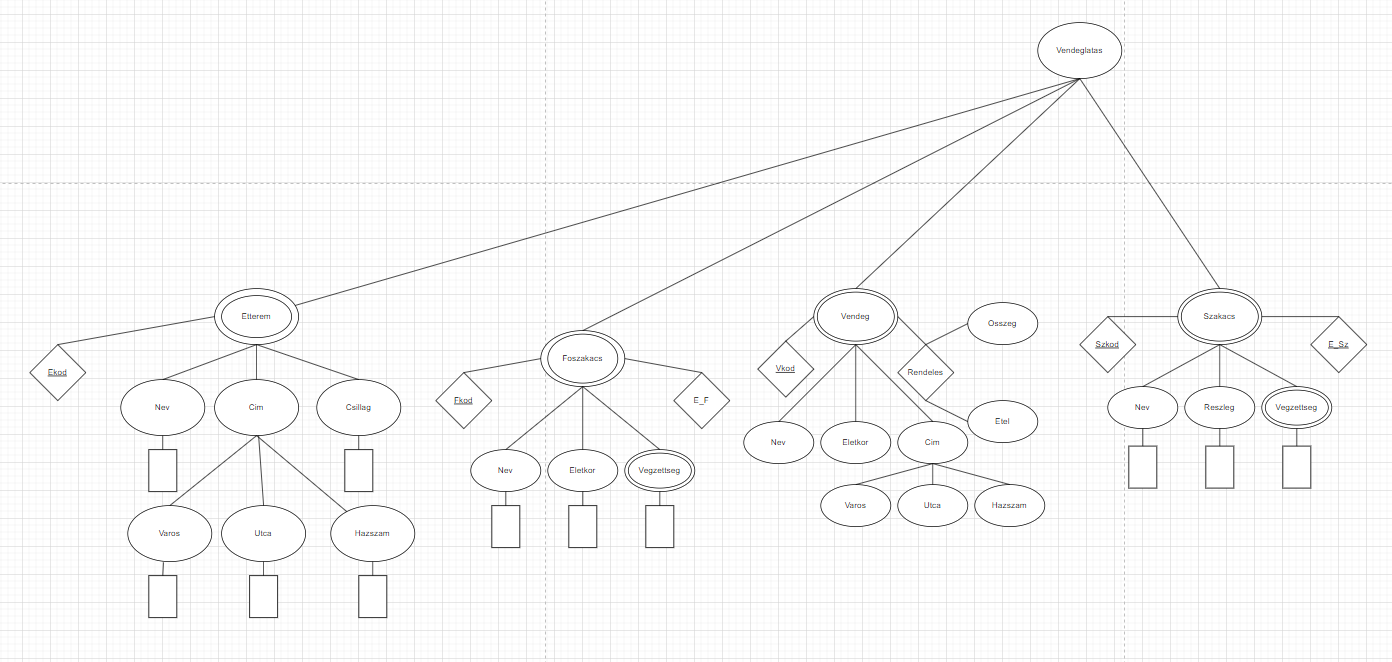 Vendeglatas
Etterem
Ekod
Nev
Cim
Csillag
Varos
Utca
Hazszam
Foszakacs
Fkod
E_F
Nev
Eletkor
Vegzettseg
Vendeg
Vkod
Rendeles
Osszeg
Etel
Nev
Eletkor
Cim
Varos
Utca
Hazszam
Szakacs
Szkod
E_Sz
Nev
Reszleg
Vegzettseg